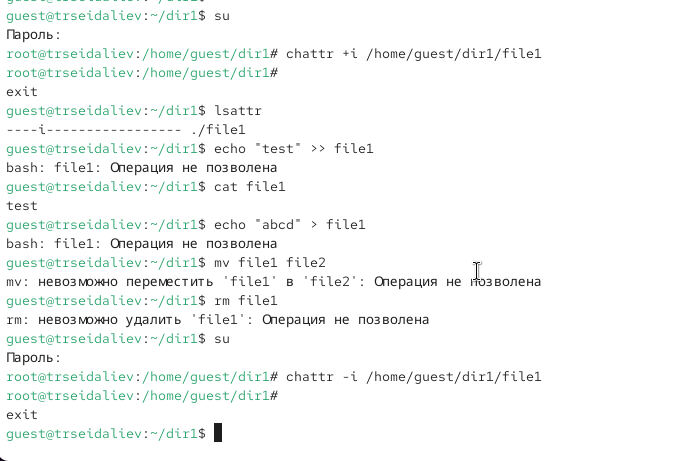 guest@trseidaliev:~/dir1$ su
Пароль:
root@trseidaliev:/home/guest/dir1# chattr +i /home/guest/dir1/file1
root@trseidaliev:/home/guest/dir1#
exit
guest@trseidaliev:~/dir1$ lsattr
----i----------------- ./file1
guest@trseidaliev:~/dir1$ echo "test" >> file1
bash: file1: Операция не позволена
guest@trseidaliev:~/dir1$ cat file1
test
guest@trseidaliev:~/dir1$ echo "abcd" > file1
bash: file1: Операция не позволена
guest@trseidaliev:~/dir1$ mv file1 file2
mv: невозможно переместить 'file1' в 'file2': Операция не позволена
guest@trseidaliev:~/dir1$ rm file1
rm: невозможно удалить 'file1': Операция не позволена
guest@trseidaliev:~/dir1$ su
Пароль:
root@trseidaliev:/home/guest/dir1# chattr -i /home/guest/dir1/file1
root@trseidaliev:/home/guest/dir1#
exit
guest@trseidaliev:~/dir1$